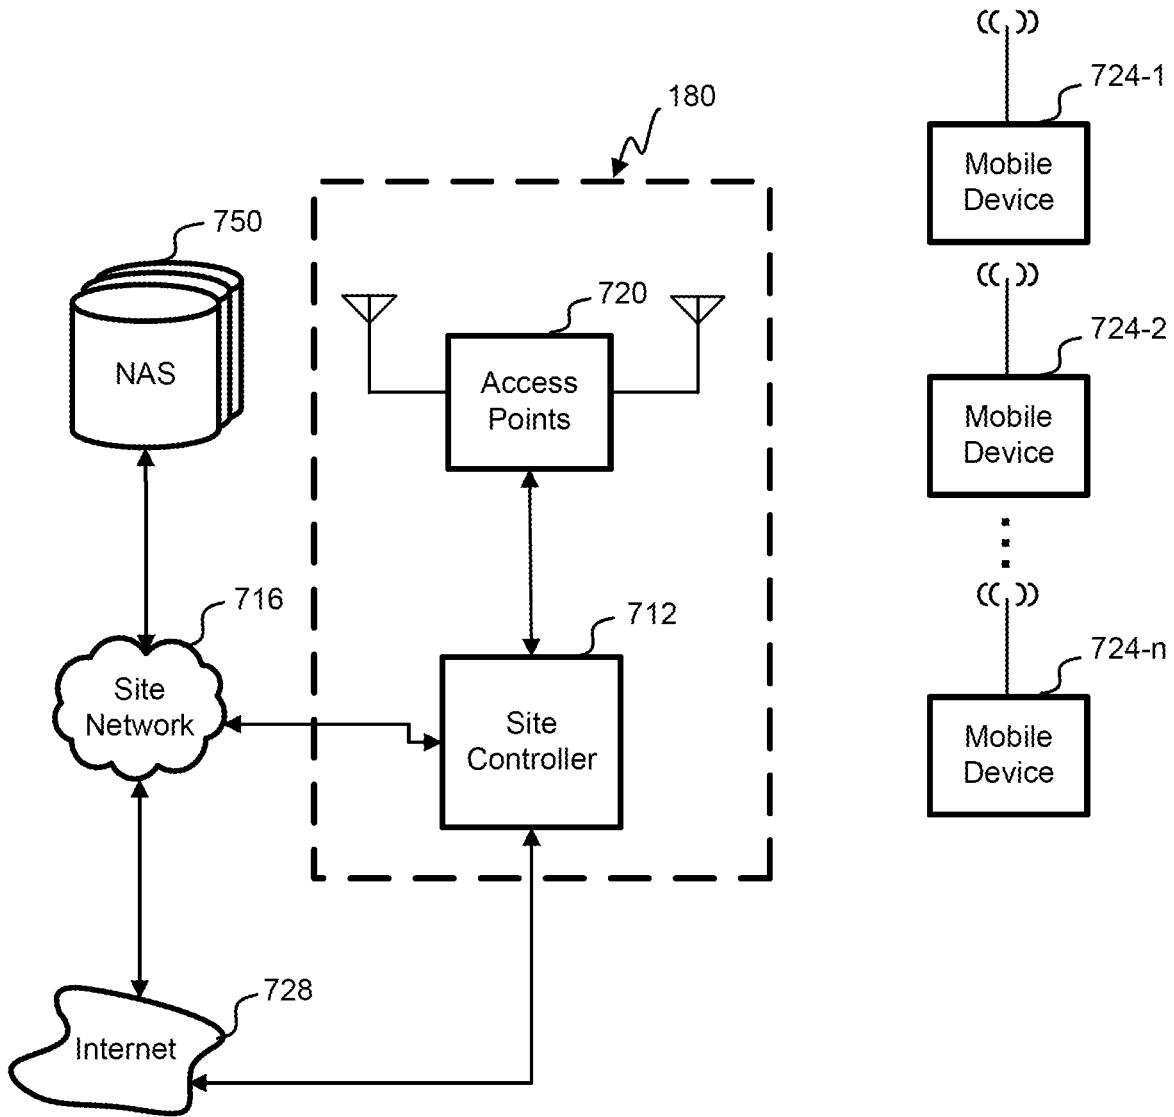 724-1
Mobile
Device
180
750
NAS
720
Access
Points
724-2
Mobile
Device
716
Site
Network
712
Site
Controller
724-n
Mobile
Device
728
Internet